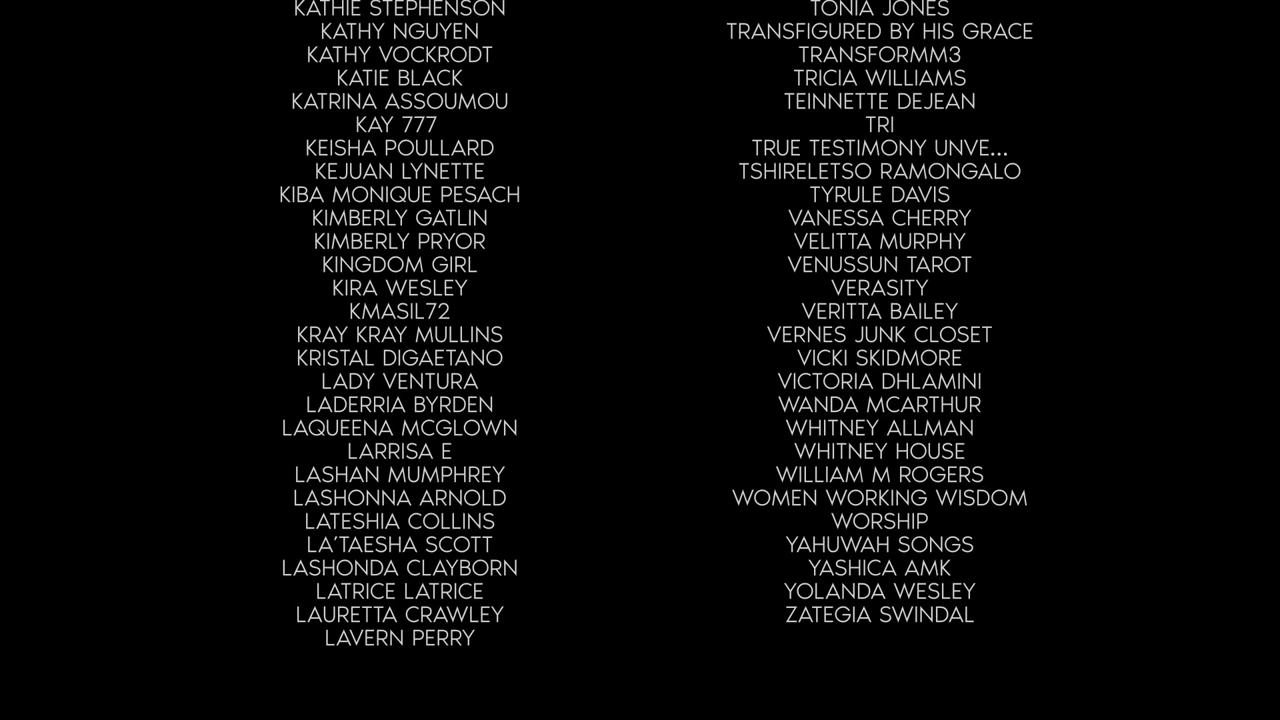 KATHIE STEPHENSON
KATHY NGUYEN
KATHY VOCKRODT
KATIE BLACK
KATRINA ASSOUMOU
KAY 777
KEISHA POULLARD
KEJUAN LYNETTE
KIBA MONIQUE PESACH
KIMBERLY GATLIN
KIMBERLY PRYOR
KINGDOM GIRL
KIRA WESLEY
KMASIL72
KRAY KRAY MULLINS
KRISTAL DIGAETANO
LADY VENTURA
LADERRIA BYRDEN
LAQUEENA MCGLOWN
LARRISA E
LASHAN MUMPHREY
LASHONNA ARNOLD
LATESHIA COLLINS
LA'TAESHA SCOTT
LASHONDA CLAYBORN
LATRICE LATRICE
LAURETTA CRAWLEY
LAVERN PERRY
TONIA JONES
TRANSFIGURED BY HIS GRACE
TRANSFORMM3
TRICIA WILLIAMS
TEINNETTE DEJEAN
TRI
TRUE TESTIMONY UNVE...
TSHIRELETSO RAMONGALO
TYRULE DAVIS
VANESSA CHERRY
VELITTA MURPHY
VENUSSUN TAROT
VERASITY
VERITTA BAILEY
VERNES JUNK CLOSET
VICKI SKIDMORE
VICTORIA DHLAMINI
WANDA MCARTHUR
WHITNEY ALLMAN
WHITNEY HOUSE
WILLIAM M ROGERS
WOMEN WORKING WISDOM
WORSHIP
YAHUWAH SONGS
YASHICA AMK
YOLANDA WESLEY
ZATEGIA SWINDAL